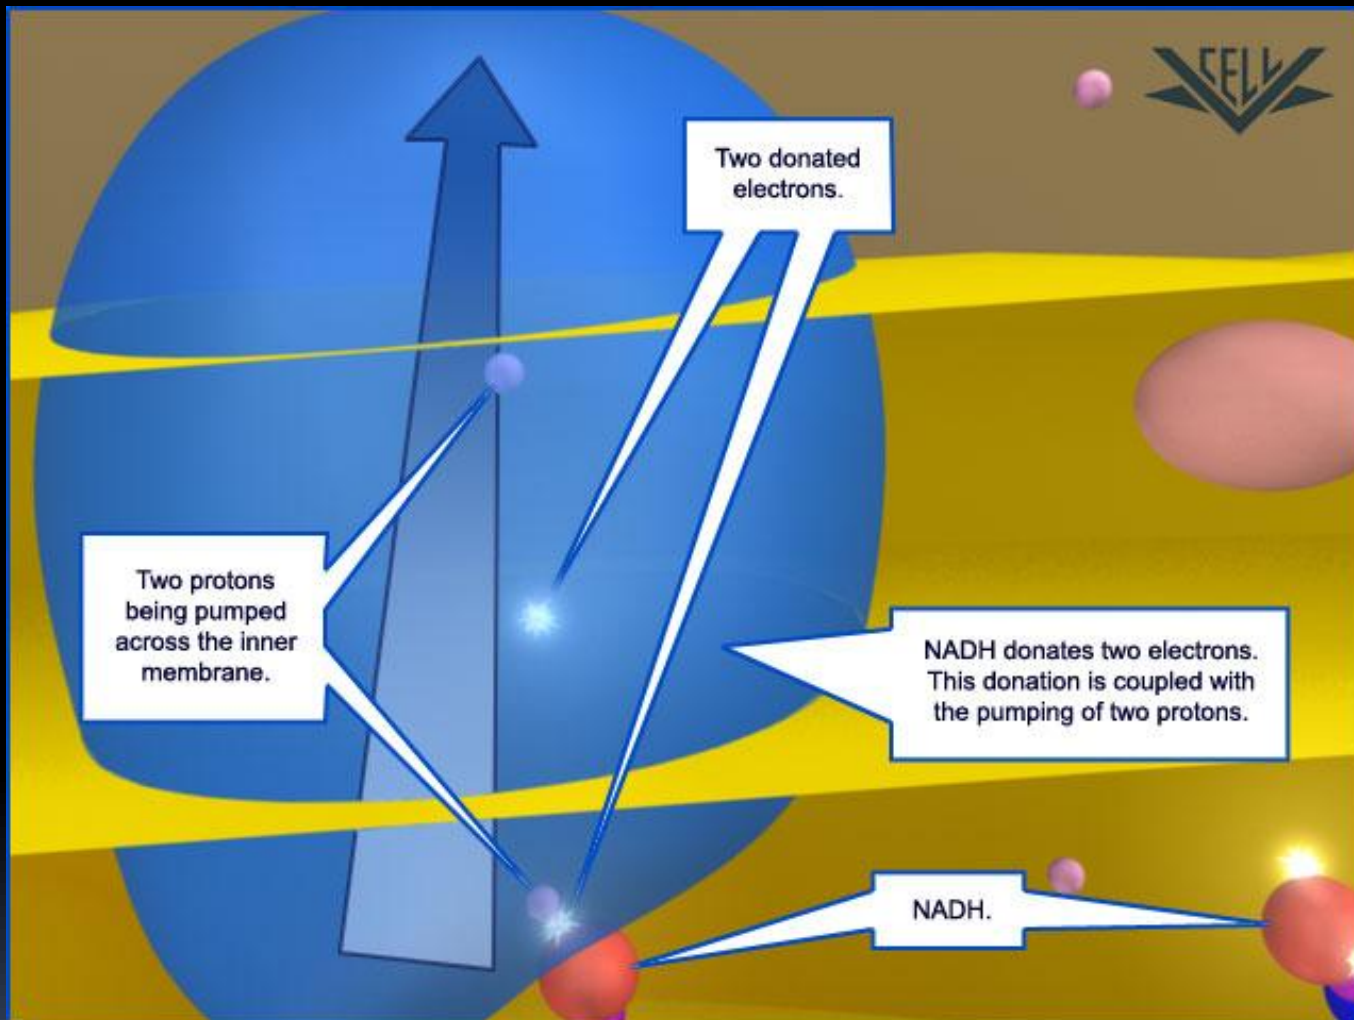 CELL
Two donated
electrons.
Two protons
being pumped
across the inner
membrane.
NADH donates two electrons.
This donation is coupled with
the pumping of two protons.
NADH.